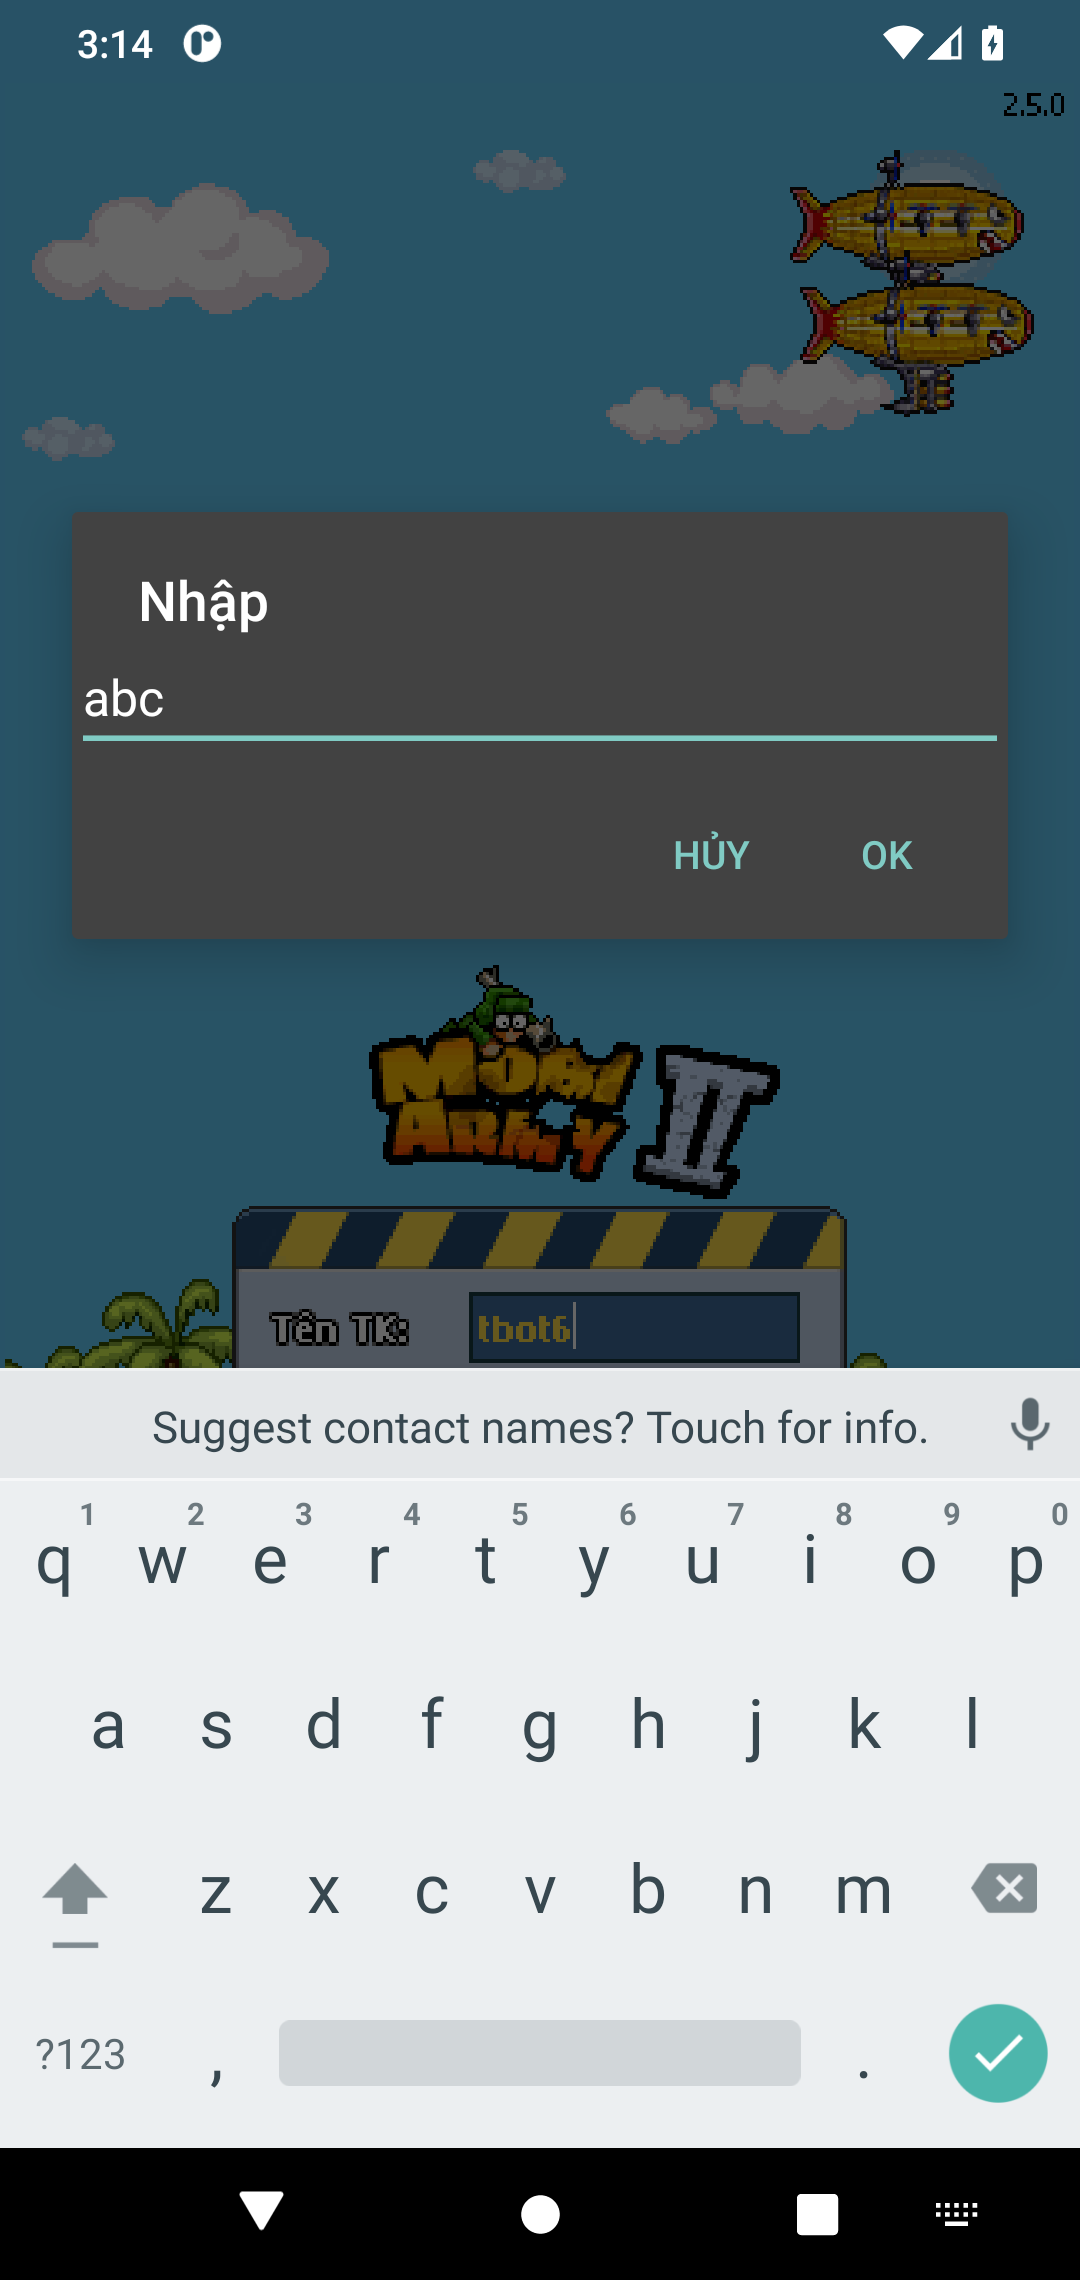 3:14
2.5.0
Nhập
abc
HỦY OK
MOBI
ARMY II
Tên TK: tbot6
Suggest contact names? Touch for info.
1 2 3 4 5 6 7 8 9 0
q w e r t y u i o p
a s d f g h j k l
z x c v b n m
?123 , .